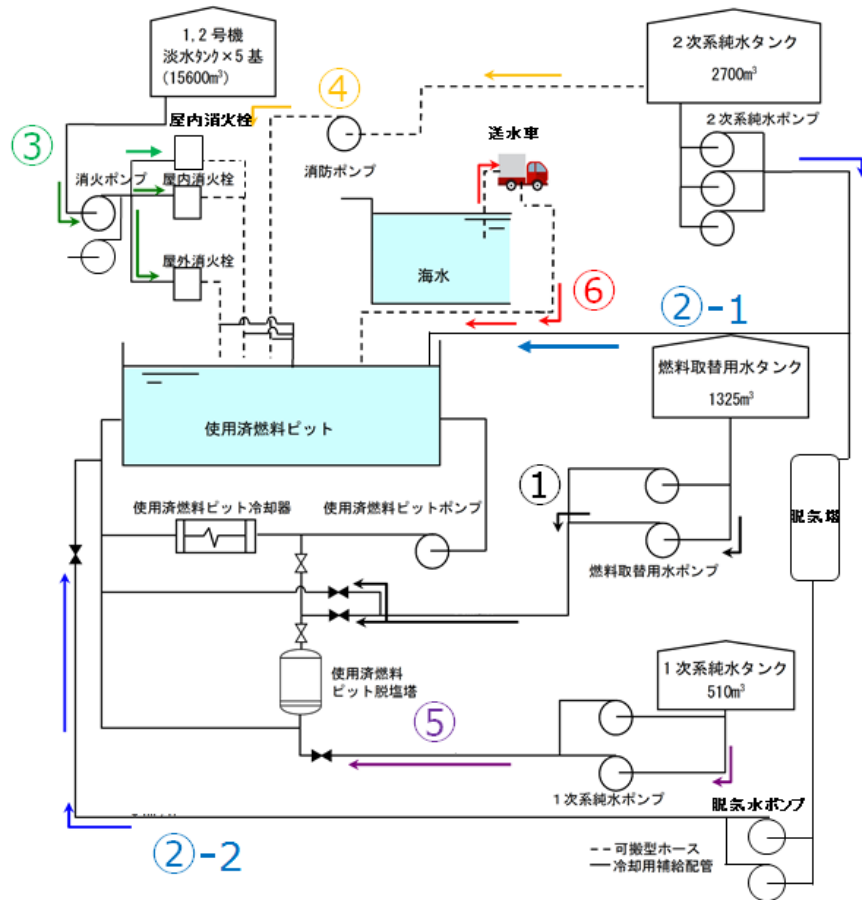 1,2号機
淡水タンク×5基
(15600m³)
2次系純水タンク
2700m³
④
屋内消火栓
2次系純水ポンプ
送水車
③
消火ポンプ
屋内消火栓
消防ポンプ
屋外消火栓
海水
⑥
②-1
燃料取替用水タンク
1325m³
使用済燃料ピット
①
使用済燃料ピット冷却器
使用済燃料ピットポンプ
脱気塔
燃料取替用水ポンプ
使用済燃料
ピット脱塩塔
1次系純水タンク
510m³
⑤
1次系純水ポンプ
脱気水ポンプ
②-2
可搬型ホース
冷却用補給配管